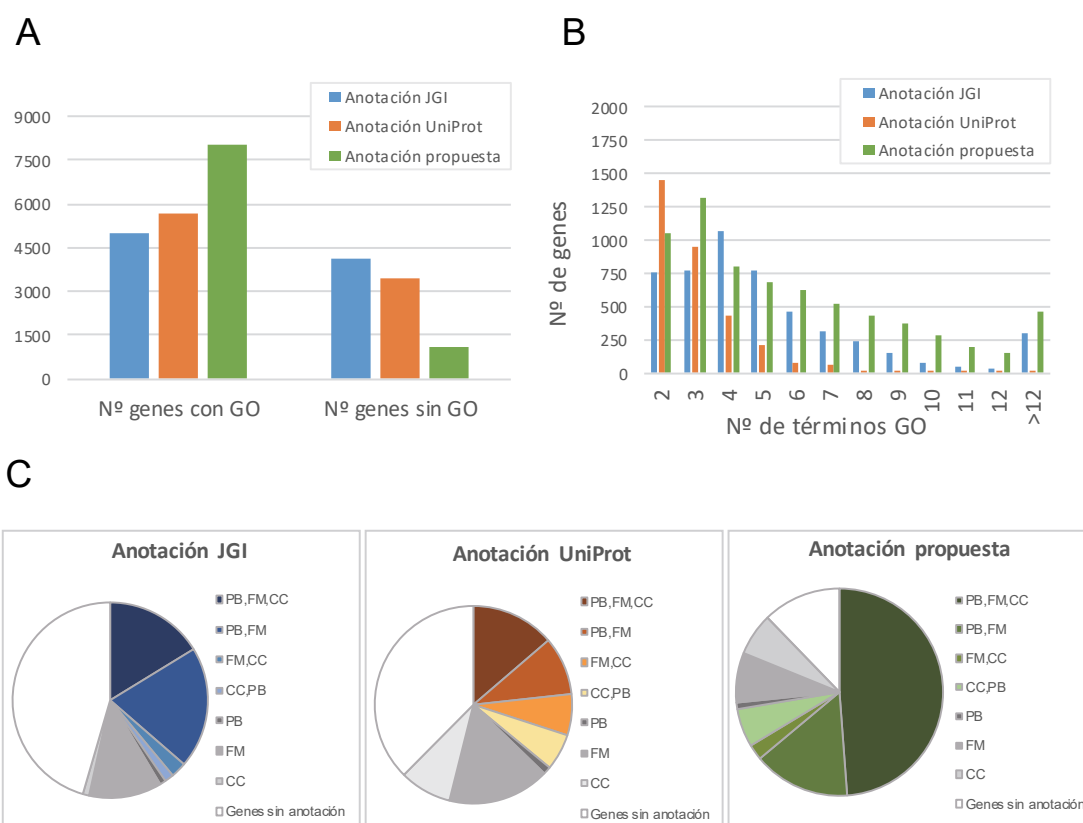 A
Anotación JGI
Anotación UniProt
Anotación propuesta
9000
7500
6000
4500
3000
1500
0
Nº genes con GO
Nº genes sin GO
B
Anotación JGI
Anotación UniProt
Anotación propuesta
2000
1750
1500
1250
1000
750
500
250
0
Nº de genes
2
3
4
5
6
7
8
9
10
11
12
>12
Nº de términos GO
C
Anotación JGI
PB,FM,CC
PB,FM
FM,CC
CC,PB
PB
FM
CC
Genes sin anotación
Anotación UniProt
PB,FM,CC
PB,FM
FM,CC
CC,PB
PB
FM
CC
Genes sin anotación
Anotación propuesta
PB,FM,CC
PB,FM
FM,CC
CC,PB
PB
FM
CC
Genes sin anotación